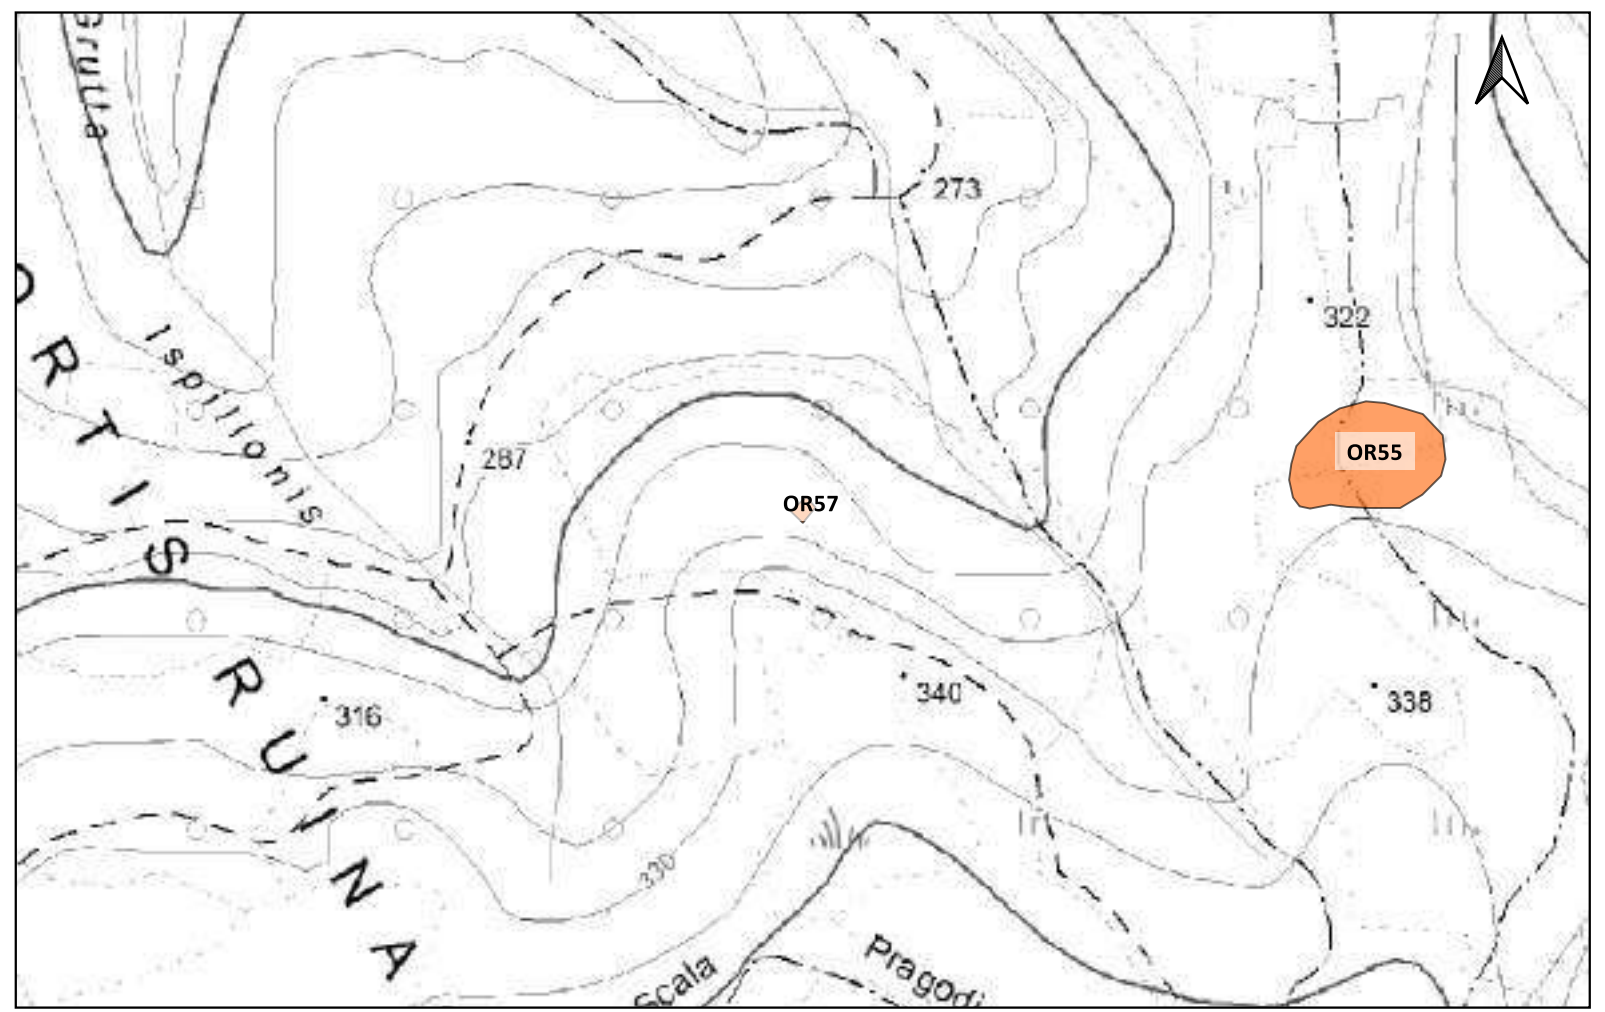 Grutta
273
322
Ispilionis
ORTIS RUINA
OR55
287
OR57
316
340
338
330
Scala
Pragodi